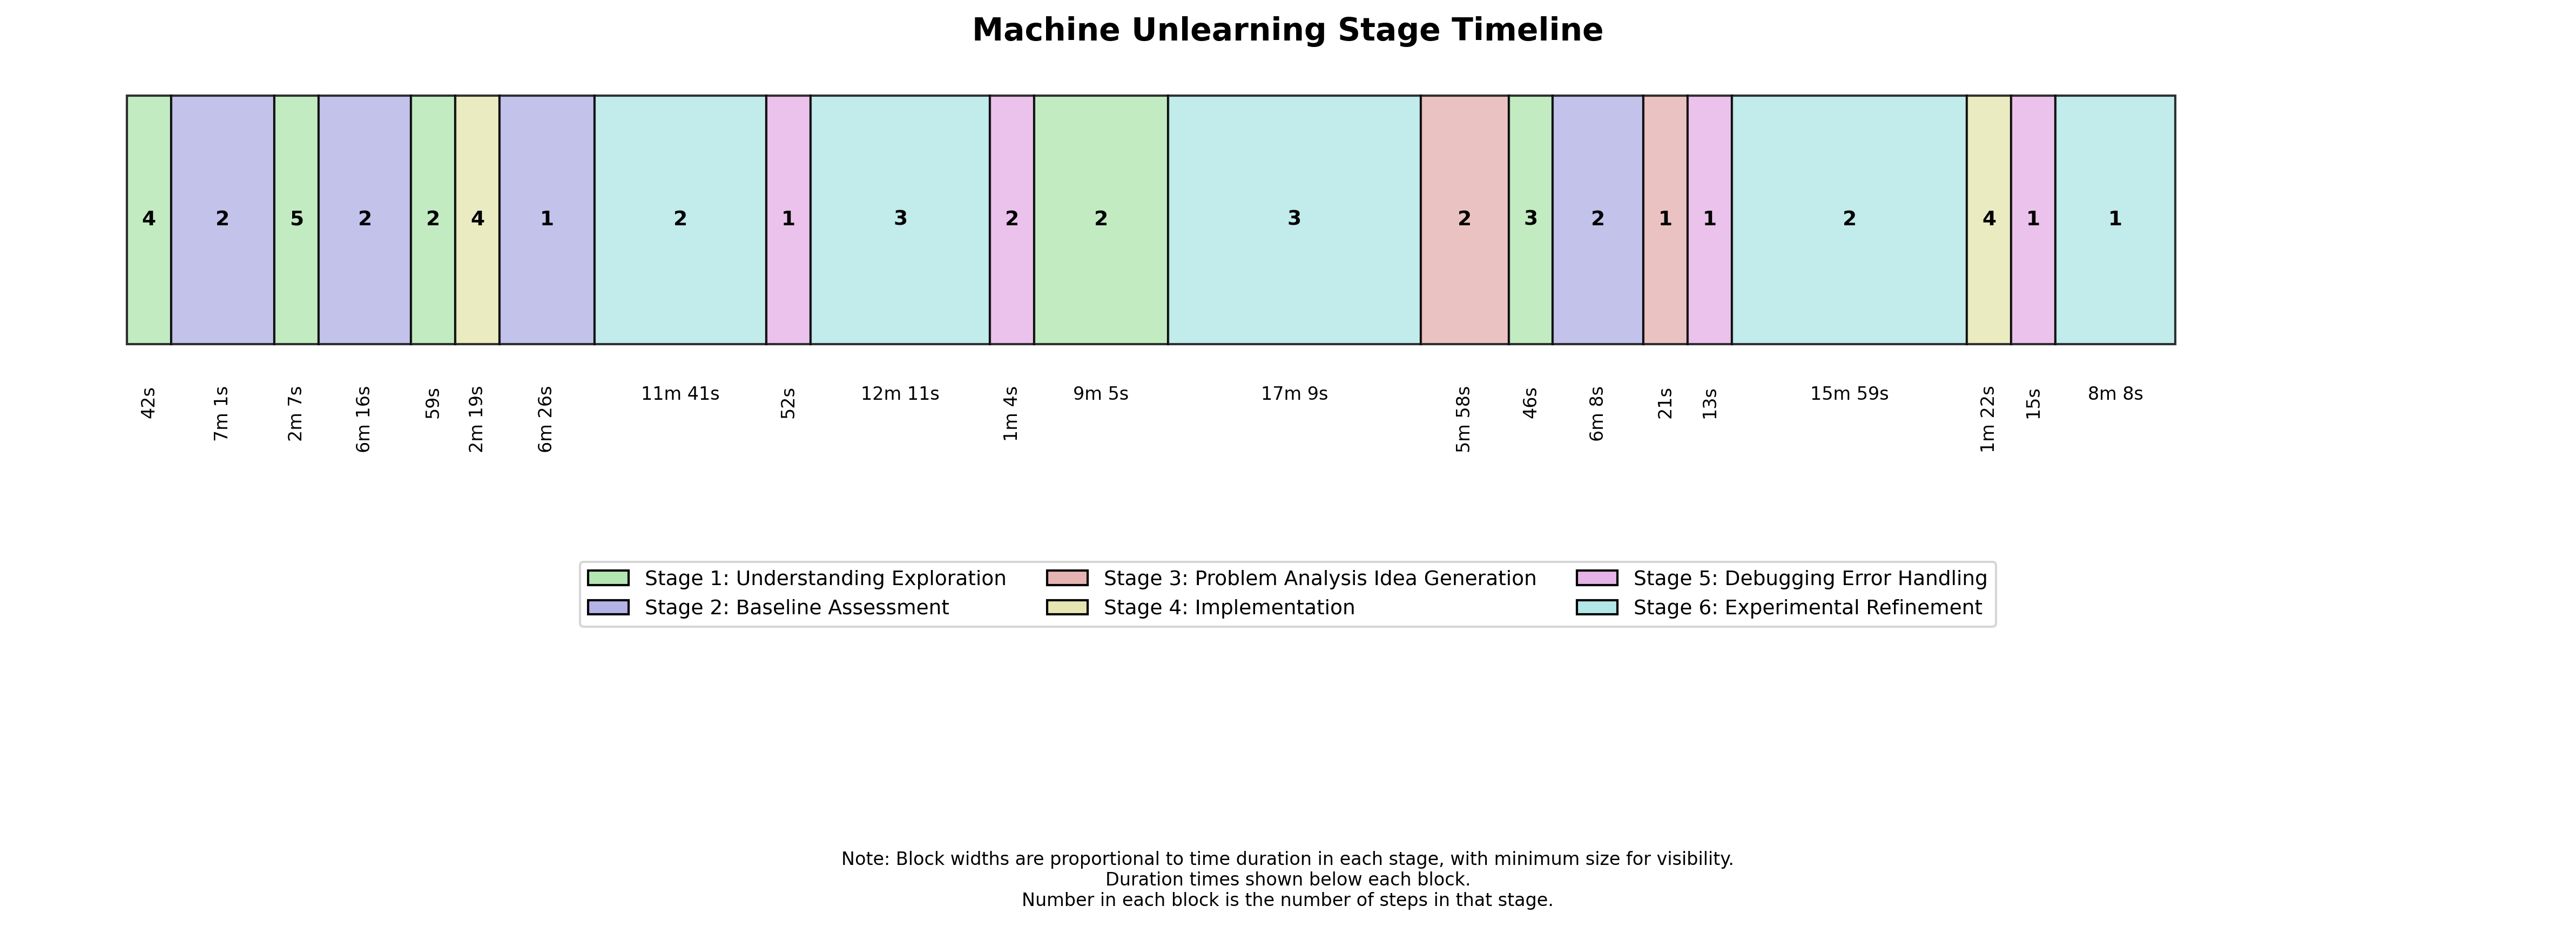 Machine Unlearning Stage Timeline
4 2 5 2 2 4 1 2 1 3 2 2 3 2 3 2 1 1 2 4 1 1
42s 7m 1s 2m 7s 6m 16s 59s 2m 19s 6m 26s 11m 41s 52s 12m 11s 1m 4s 9m 5s 17m 9s 5m 58s 46s 6m 8s 21s 13s 15m 59s 1m 22s 15s 8m 8s
Stage 1: Understanding Exploration
Stage 2: Baseline Assessment
Stage 3: Problem Analysis Idea Generation
Stage 4: Implementation
Stage 5: Debugging Error Handling
Stage 6: Experimental Refinement
Note: Block widths are proportional to time duration in each stage, with minimum size for visibility.
Duration times shown below each block.
Number in each block is the number of steps in that stage.